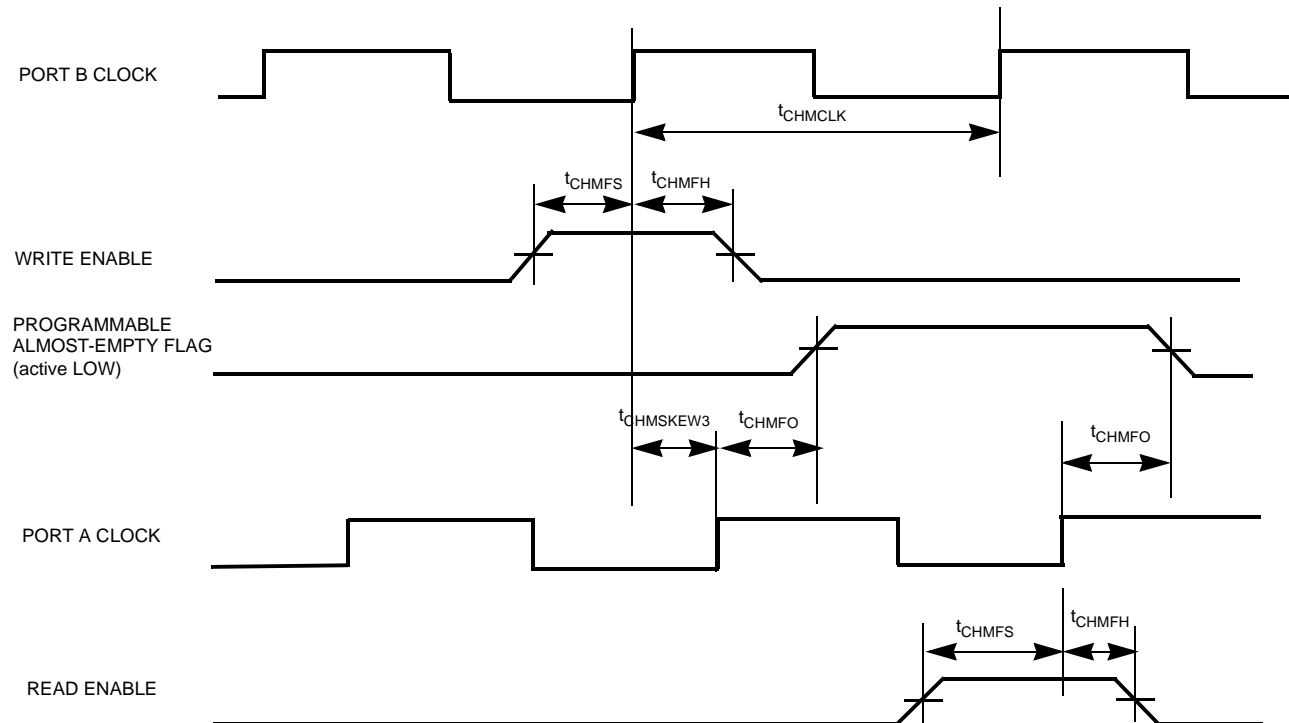 PORT B CLOCK
tCHMCLK
tCHMFS
tCHMFH
WRITE ENABLE
PROGRAMMABLE
ALMOST-EMPTY FLAG
(active LOW)
tCHMSKEW3
tCHMFO
tCHMFO
PORT A CLOCK
tCHMFS
tCHMFH
READ ENABLE